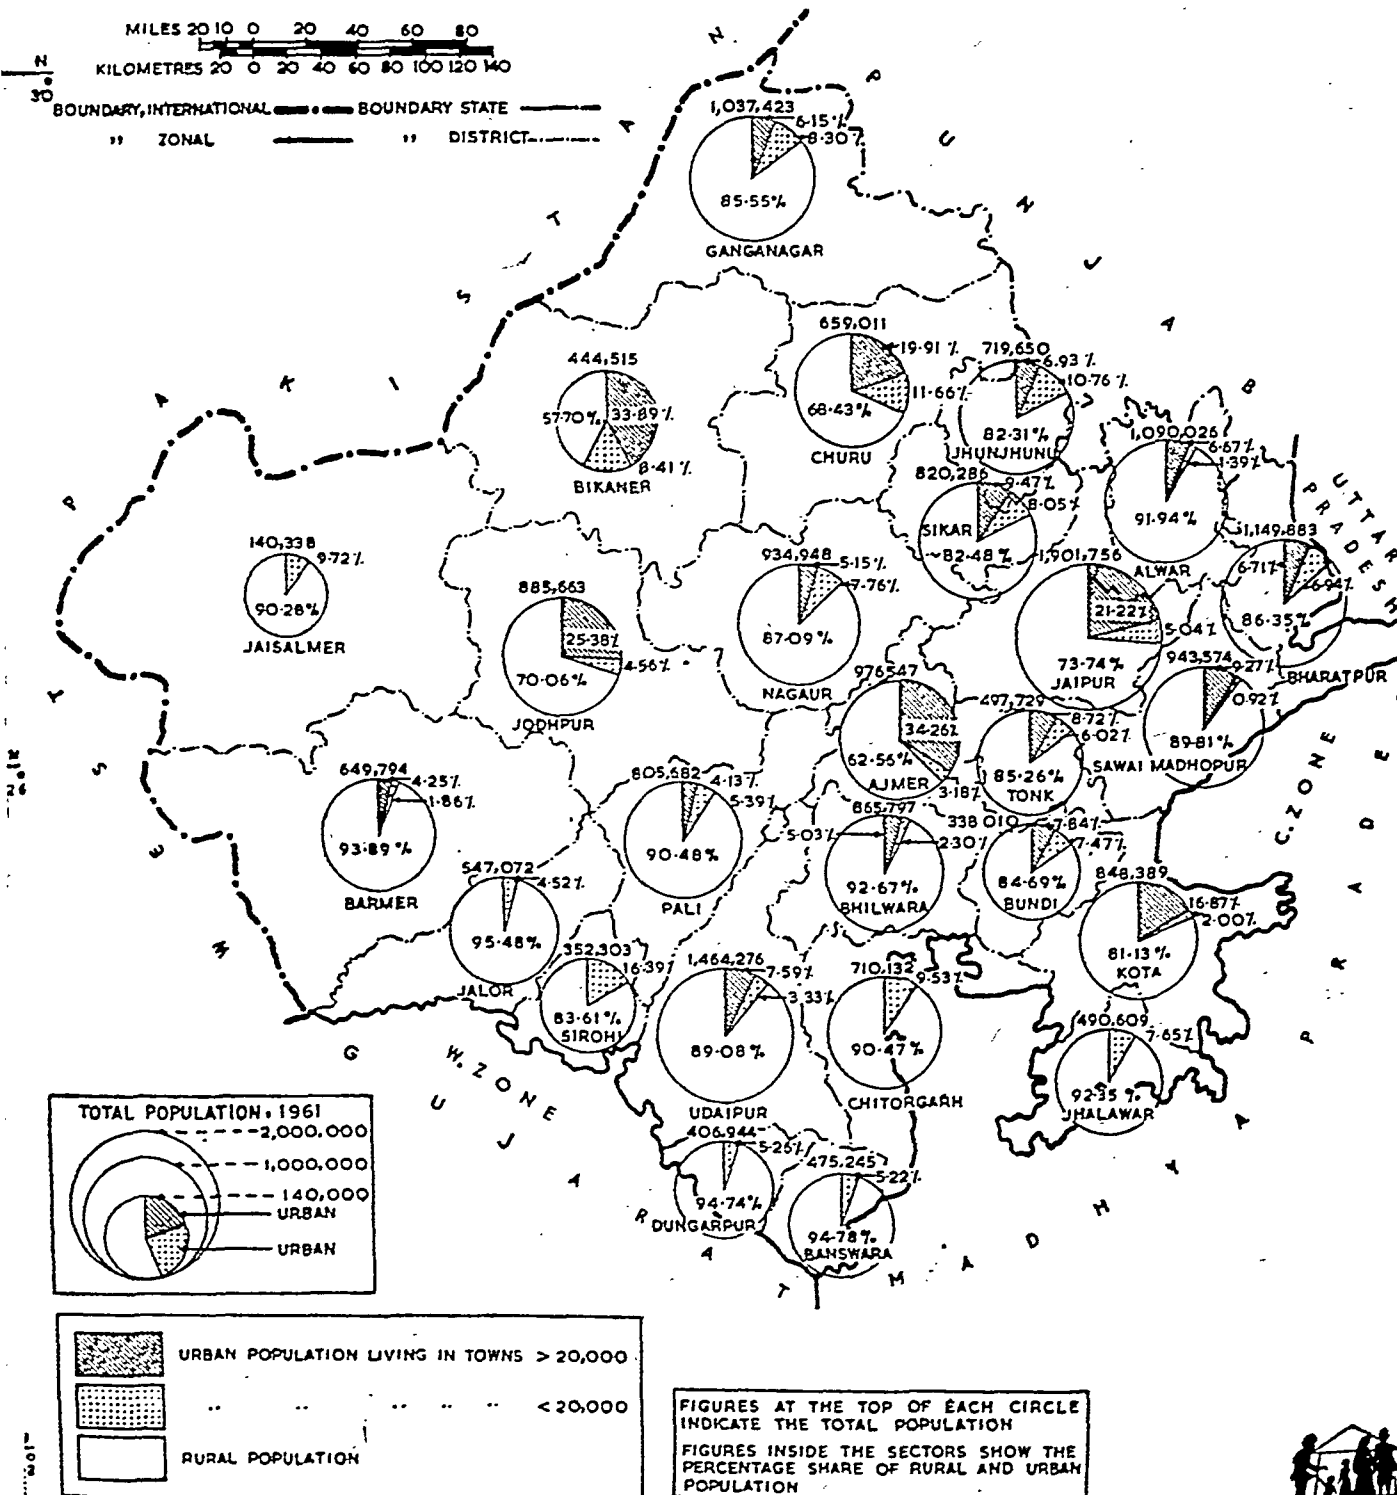 MILES 20 10 0 20 40 60 80
KILOMETRES 20 0 20 40 60 80 100 120 140
N
30
BOUNDARY, INTERNATIONAL BOUNDARY STATE
" ZONAL " DISTRICT
WEST PAKISTAN
PUNJAB
UTTAR
PRADESH
C. ZONE
MADHYA PRADESH
W. ZONE
GUJARAT
1,037,423
6.15%
8.30%
85.55%
GANGANAGAR
659,011
19.91%
11.66%
68.43%
CHURU
719,650
6.93%
10.76%
82.31%
JHUNJHUNU
444,515
57.70%
33.89%
8.41%
BIKANER
1,090,026
6.67%
1.39%
91.94%
ALWAR
820,286
9.47%
8.05%
SIKAR
82.48%
1,149,883
6.71%
6.94%
86.35%
BHARATPUR
140,338
9.72%
90.28%
JAISALMER
885,663
25.38%
4.56%
70.06%
JODHPUR
934,948
5.15%
7.76%
87.09%
NAGAUR
1,901,756
21.22%
5.04%
73.74%
JAIPUR
976547
34.26%
62.56%
3.18%
AJMER
497,729
8.72%
6.02%
85.26%
TONK
943,574
9.27%
0.92%
89.81%
SAWAI MADHOPUR
649,794
4.25%
1.86%
93.89%
BARMER
805,682
4.13%
5.39%
90.48%
PALI
865,797
5.03%
2.30%
92.67%
BHILWARA
338 010
7.84%
7.47%
84.69%
BUNDI
848,389
16.87%
2.00%
81.13%
KOTA
547,072
4.52%
95.48%
JALOR
352,303
16.39%
83.61%
SIROHI
1,464,276
7.59%
3.33%
89.08%
UDAIPUR
710,132
9.53%
90.47%
CHITORGARH
490,609
7.65%
92.35%
JHALAWAR
406,944
5.26%
94.74%
DUNGARPUR
475,245
5.22%
94.78%
BANSWARA
TOTAL POPULATION, 1961
2,000,000
1,000,000
140,000
URBAN
URBAN
URBAN POPULATION LIVING IN TOWNS > 20,000
" " " " " < 20,000
RURAL POPULATION
FIGURES AT THE TOP OF EACH CIRCLE
INDICATE THE TOTAL POPULATION
FIGURES INSIDE THE SECTORS SHOW THE
PERCENTAGE SHARE OF RURAL AND URBAN
POPULATION